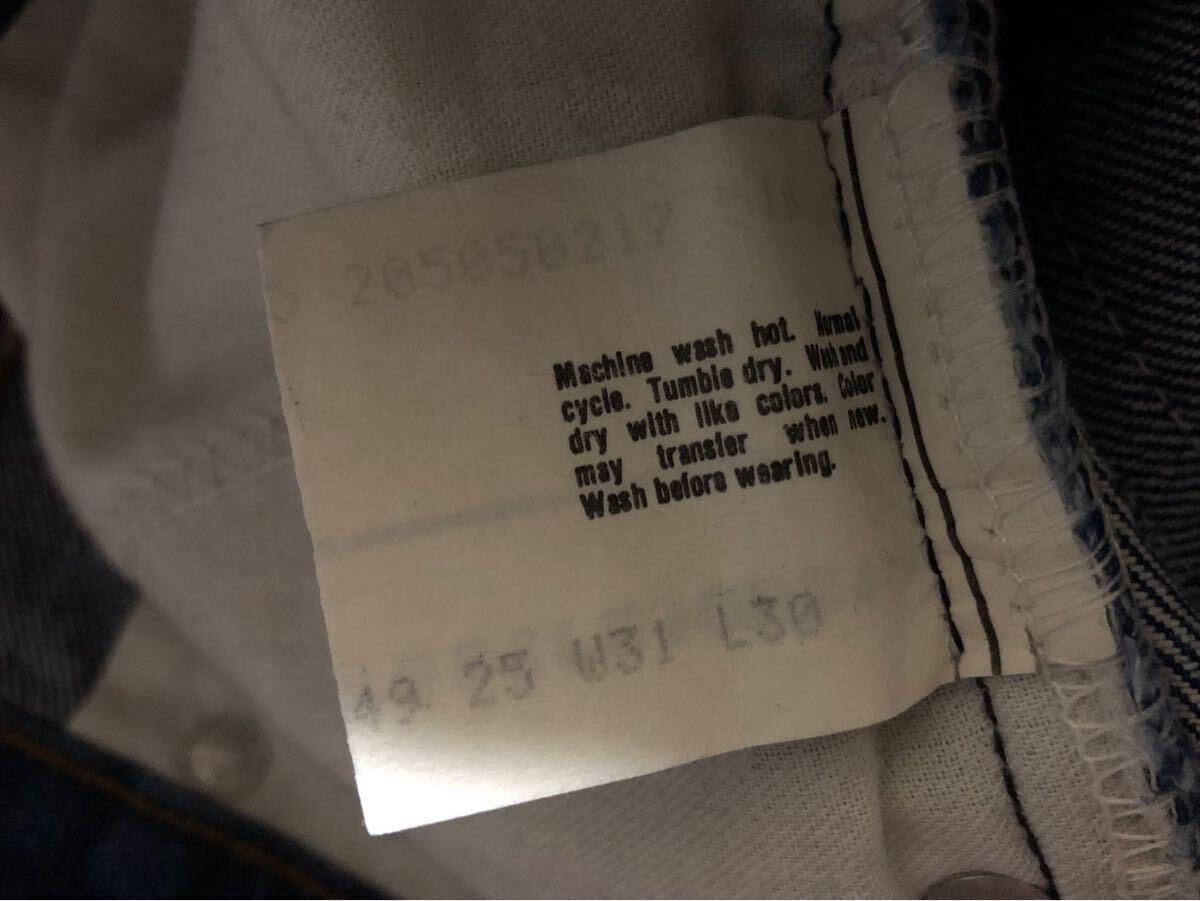 205050217
Machine wash hot. Normal
cycle. Tumble dry. Wash and
dry with like colors. Color
may transfer when new.
Wash before wearing.
49 25 W31 L30